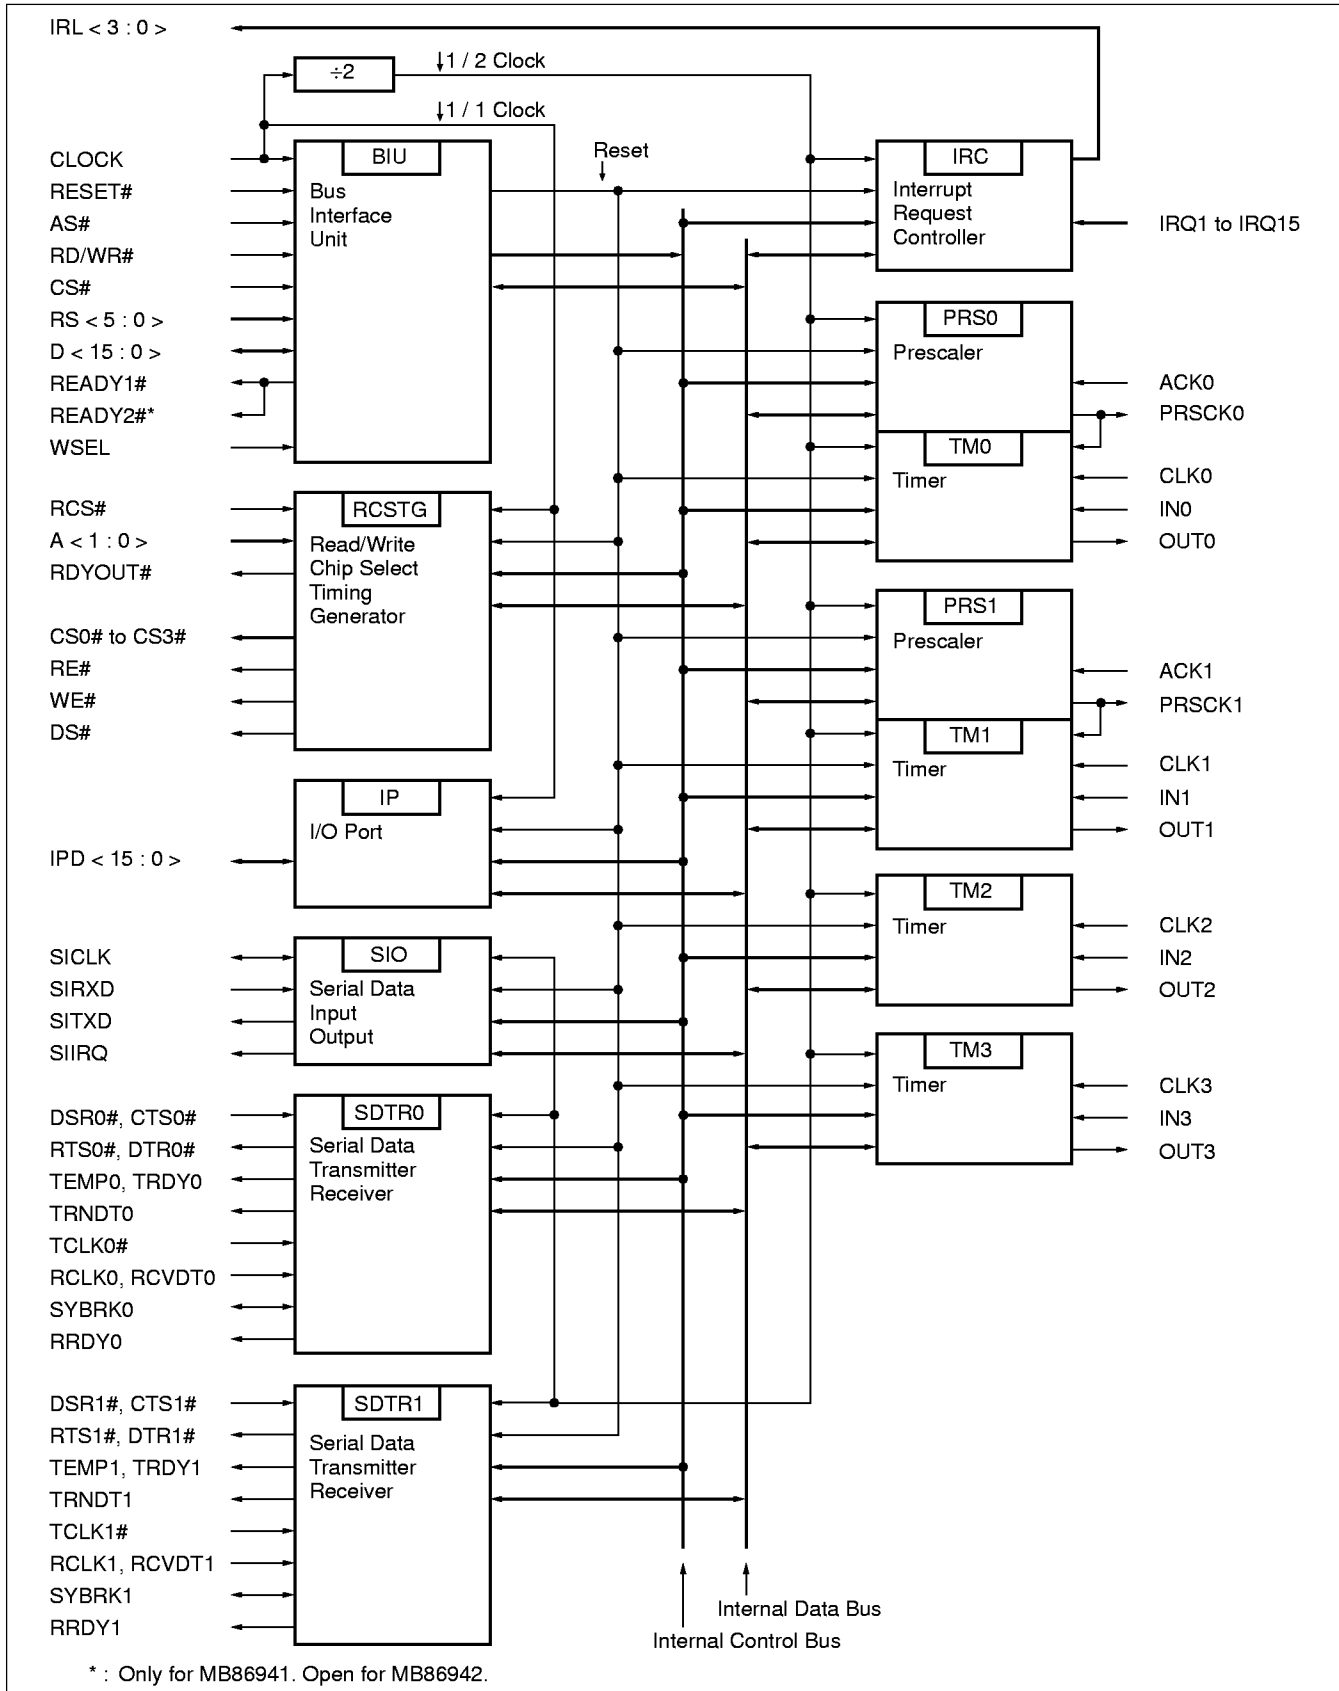 IRL < 3 : 0 >
÷2
↓1 / 2 Clock
↓1 / 1 Clock
CLOCK
RESET#
AS#
RD/WR#
CS#
RS < 5 : 0 >
D < 15 : 0 >
READY1#
READY2#*
WSEL
BIU
Bus
Interface
Unit
Reset
IRC
Interrupt
Request
Controller
IRQ1 to IRQ15
PRS0
Prescaler
ACK0
PRSCK0
TM0
Timer
CLK0
IN0
OUT0
RCS#
A < 1 : 0 >
RDYOUT#
CS0# to CS3#
RE#
WE#
DS#
RCSTG
Read/Write
Chip Select
Timing
Generator
PRS1
Prescaler
ACK1
PRSCK1
TM1
Timer
CLK1
IN1
OUT1
IPD < 15 : 0 >
IP
I/O Port
TM2
Timer
CLK2
IN2
OUT2
SICLK
SIRXD
SITXD
SIIRQ
SIO
Serial Data
Input
Output
TM3
Timer
CLK3
IN3
OUT3
DSR0#, CTS0#
RTS0#, DTR0#
TEMP0, TRDY0
TRNDT0
TCLK0#
RCLK0, RCVDT0
SYBRK0
RRDY0
SDTR0
Serial Data
Transmitter
Receiver
DSR1#, CTS1#
RTS1#, DTR1#
TEMP1, TRDY1
TRNDT1
TCLK1#
RCLK1, RCVDT1
SYBRK1
RRDY1
SDTR1
Serial Data
Transmitter
Receiver
Internal Data Bus
Internal Control Bus
* : Only for MB86941. Open for MB86942.